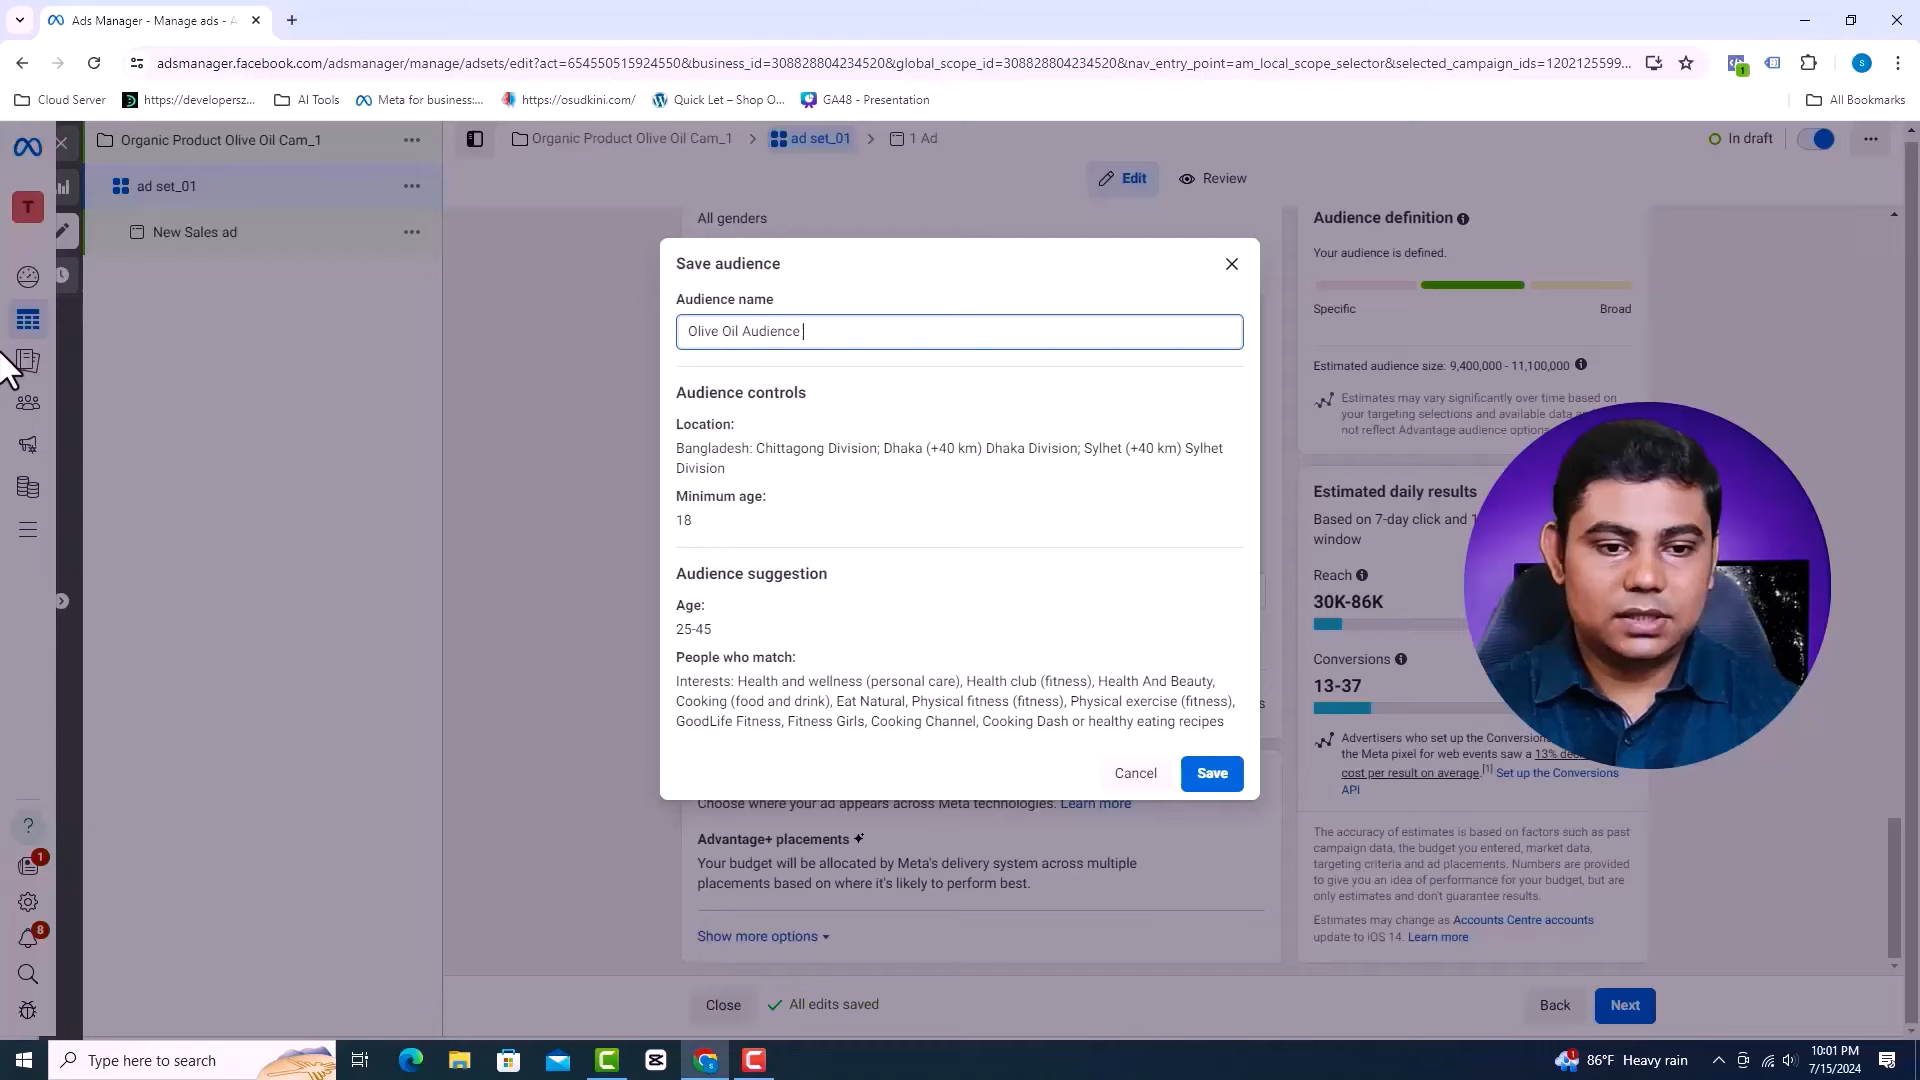 Ads Manager - Manage ads - A
adsmanager.facebook.com/adsmanager/manage/adsets/edit?act=654550515924550&business_id=308828804234520&global_scope_id=308828804234520&nav_entry_point=am_local_scope_selector&selected_campaign_ids=1202125599...
S
1
Cloud Server
https://developersz...
AI Tools
Meta for business:...
https://osudkini.com/
Quick Let – Shop O...
GA48 - Presentation
All Bookmarks
Organic Product Olive Oil Cam_1
ad set_01
New Sales ad
T
Organic Product Olive Oil Cam_1
ad set_01
1 Ad
In draft
Edit
Review
All genders
Save audience
Audience name
Olive Oil Audience
Audience controls
Location:
Bangladesh: Chittagong Division; Dhaka (+40 km) Dhaka Division; Sylhet (+40 km) Sylhet
Division
Minimum age:
18
Audience suggestion
Age:
25-45
People who match:
Interests: Health and wellness (personal care), Health club (fitness), Health And Beauty,
Cooking (food and drink), Eat Natural, Physical fitness (fitness), Physical exercise (fitness),
GoodLife Fitness, Fitness Girls, Cooking Channel, Cooking Dash or healthy eating recipes
Cancel
Save
Choose where your ad appears across Meta technologies. Learn more
Advantage+ placements
Your budget will be allocated by Meta's delivery system across multiple
placements based on where it's likely to perform best.
Show more options
Audience definition
Your audience is defined.
Specific
Broad
Estimated audience size: 9,400,000 - 11,100,000
Estimates may vary significantly over time based on
your targeting selections and available data
not reflect Advantage audience options
Estimated daily results
Based on 7-day click and 1
window
Reach
30K-86K
Conversions
13-37
Advertisers who set up the Conversion
the Meta pixel for web events saw a 13%
cost per result on average.[1] Set up the Conversions
API
The accuracy of estimates is based on factors such as past
campaign data, the budget you entered, market data,
targeting criteria and ad placements. Numbers are provided
to give you an idea of performance for your budget, but are
only estimates and don't guarantee results.
Estimates may change as Accounts Centre accounts
update to iOS 14. Learn more
1
8
Close
All edits saved
Back
Next
Type here to search
1
86°F Heavy rain
10:01 PM
7/15/2024